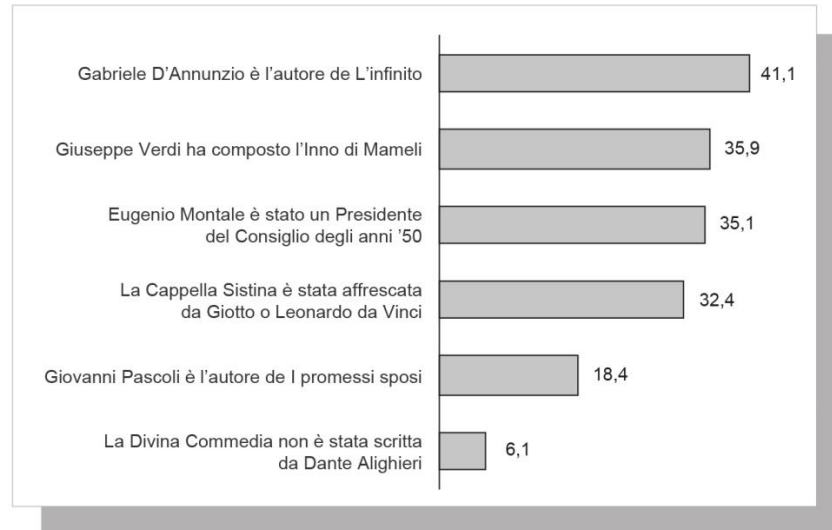 Gabriele D’Annunzio è l’autore de L’infinito
41,1
Giuseppe Verdi ha composto l’Inno di Mameli
35,9
Eugenio Montale è stato un Presidente
del Consiglio degli anni ’50
35,1
La Cappella Sistina è stata affrescata
da Giotto o Leonardo da Vinci
32,4
Giovanni Pascoli è l’autore de I promessi sposi
18,4
La Divina Commedia non è stata scritta
da Dante Alighieri
6,1